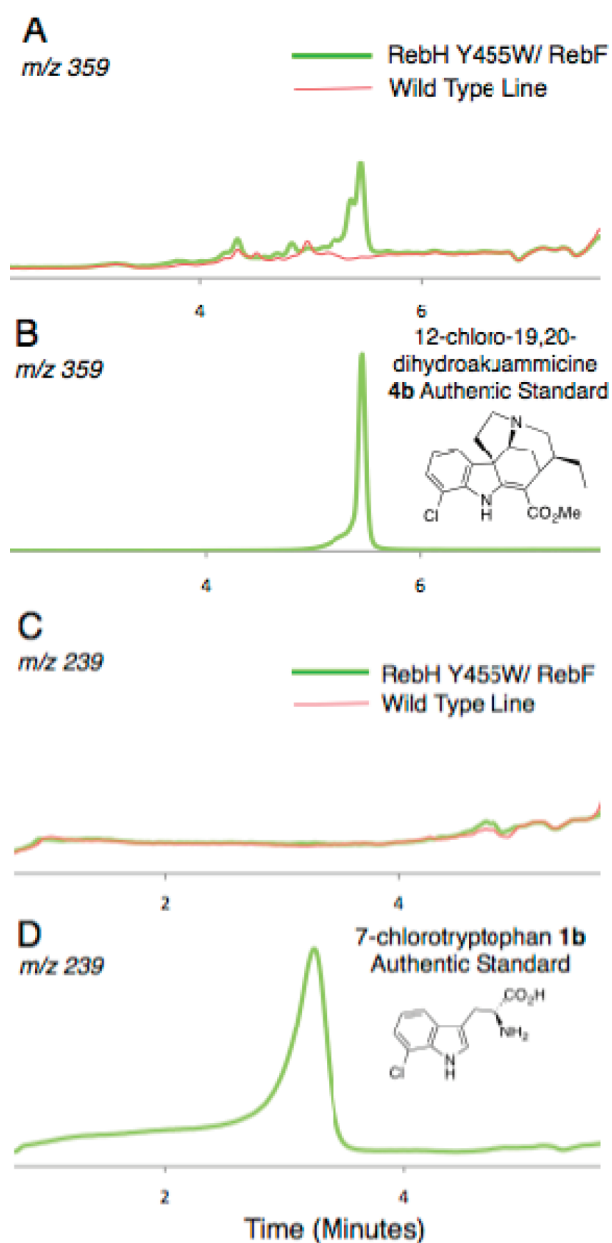 A
m/z 359
RebH Y455W/ RebF
Wild Type Line
4
6
B
m/z 359
12-chloro-19,20-
dihydroakuammicine
4b Authentic Standard
N
Cl
N
H
CO2Me
4
6
C
m/z 239
RebH Y455W/ RebF
Wild Type Line
2
4
D
m/z 239
7-chlorotryptophan 1b
Authentic Standard
CO2H
NH2
Cl
N
H
2
4
Time (Minutes)